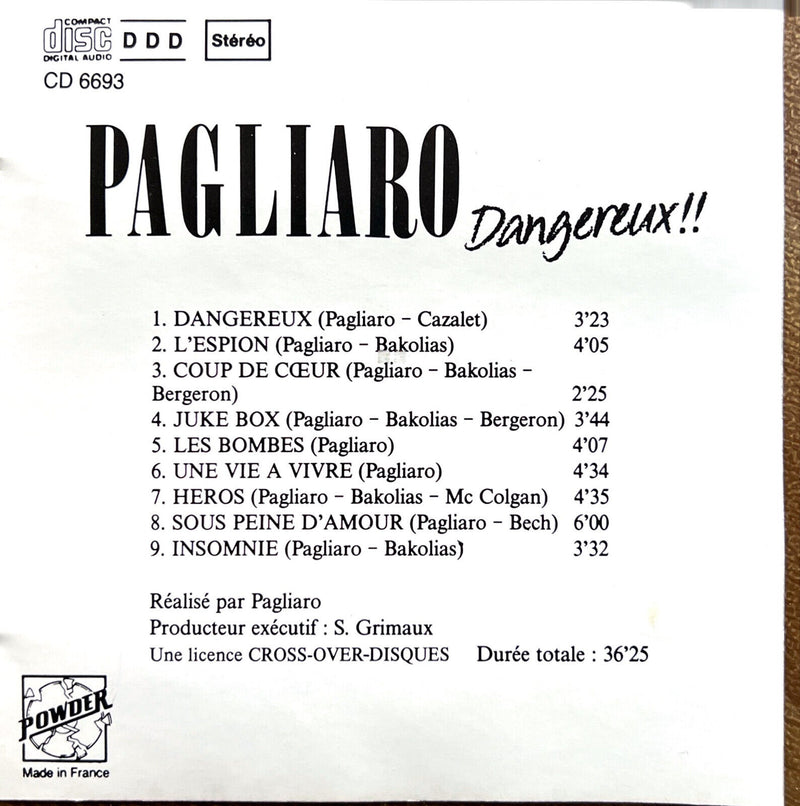 COMPACT
disc
DIGITAL AUDIO
D D D
Stéréo
CD 6693
PAGLIARO
Dangereux!!
1. DANGEREUX (Pagliaro – Cazalet) 3'23
2. L'ESPION (Pagliaro – Bakolias) 4'05
3. COUP DE CŒUR (Pagliaro – Bakolias –
Bergeron) 2'25
4. JUKE BOX (Pagliaro – Bakolias – Bergeron) 3'44
5. LES BOMBES (Pagliaro) 4'07
6. UNE VIE A VIVRE (Pagliaro) 4'34
7. HEROS (Pagliaro – Bakolias – Mc Colgan) 4'35
8. SOUS PEINE D'AMOUR (Pagliaro – Bech) 6'00
9. INSOMNIE (Pagliaro – Bakolias) 3'32
Réalisé par Pagliaro
Producteur exécutif : S. Grimaux
Une licence CROSS-OVER-DISQUES Durée totale : 36'25
POWDER
Made in France